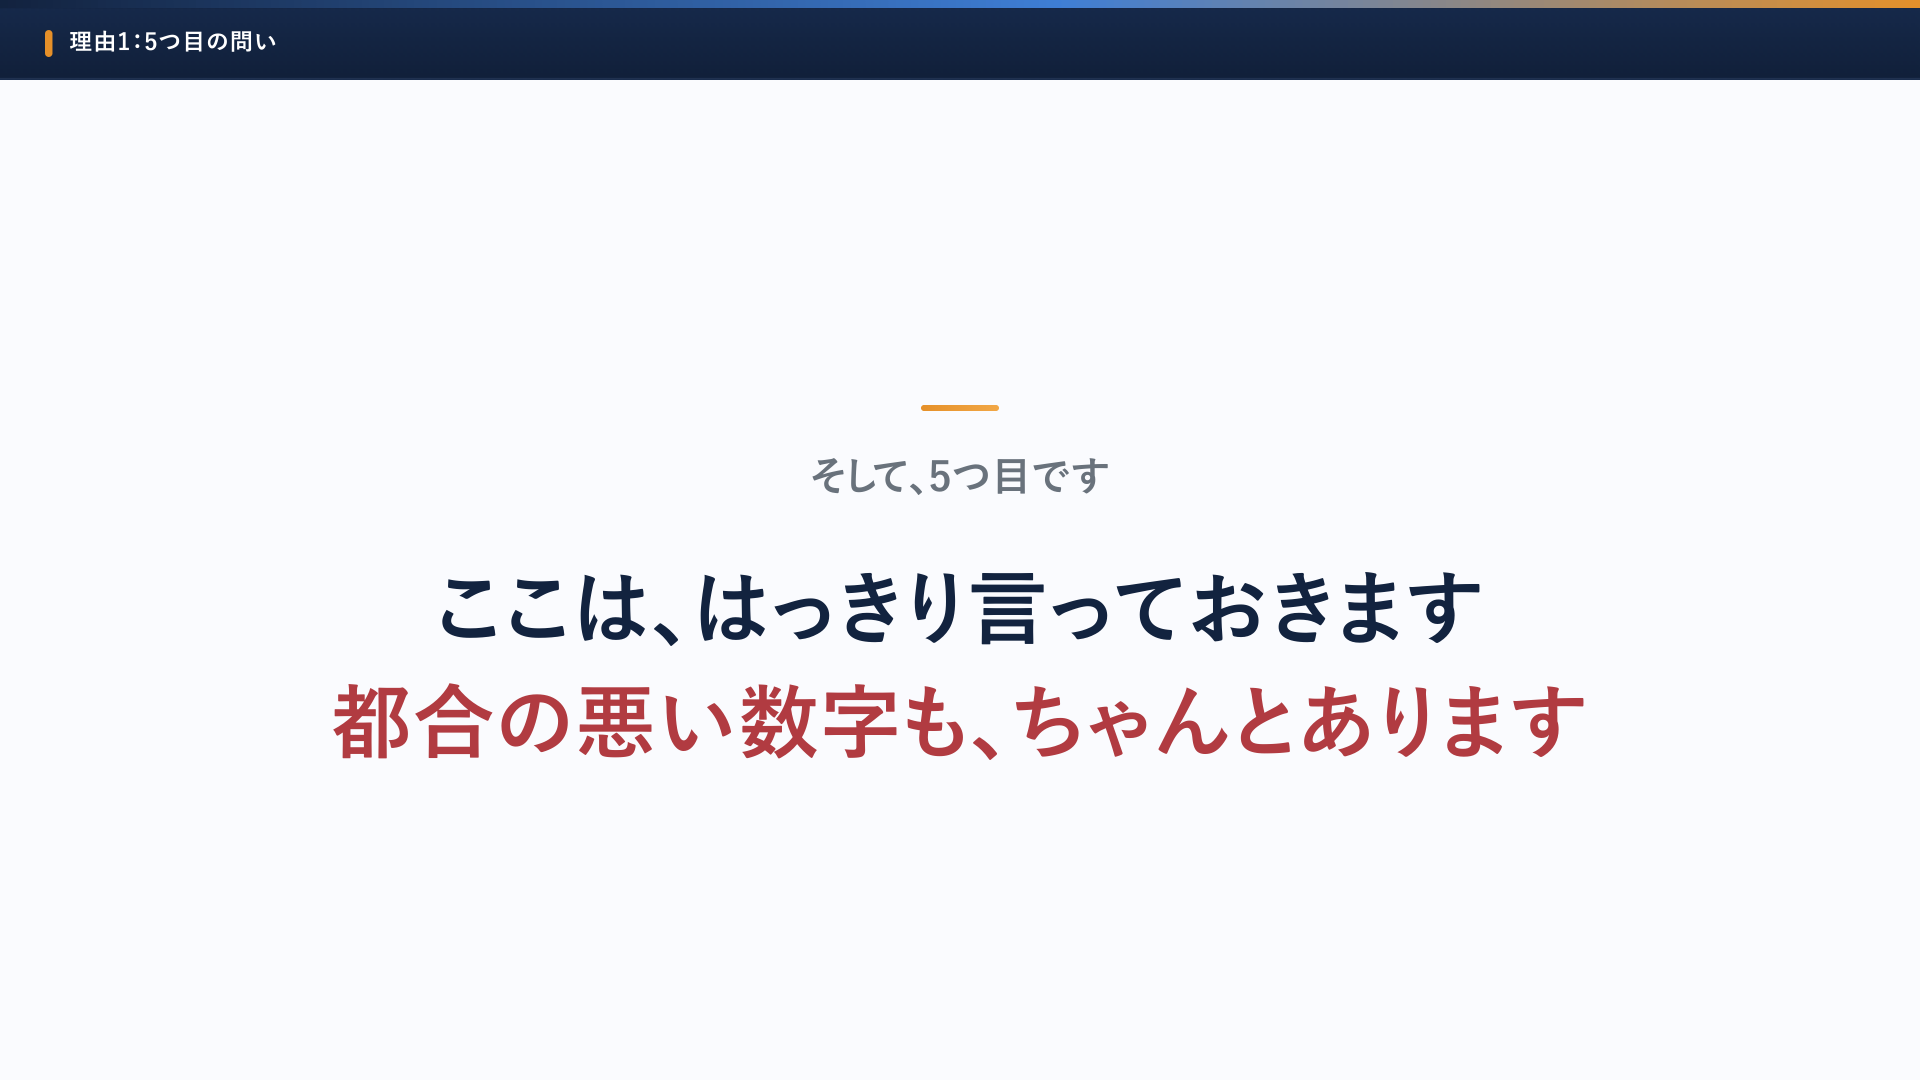 理由1：5つ目の問い
そして、5つ目です
ここは、はっきり言っておきます
都合の悪い数字も、ちゃんとあります